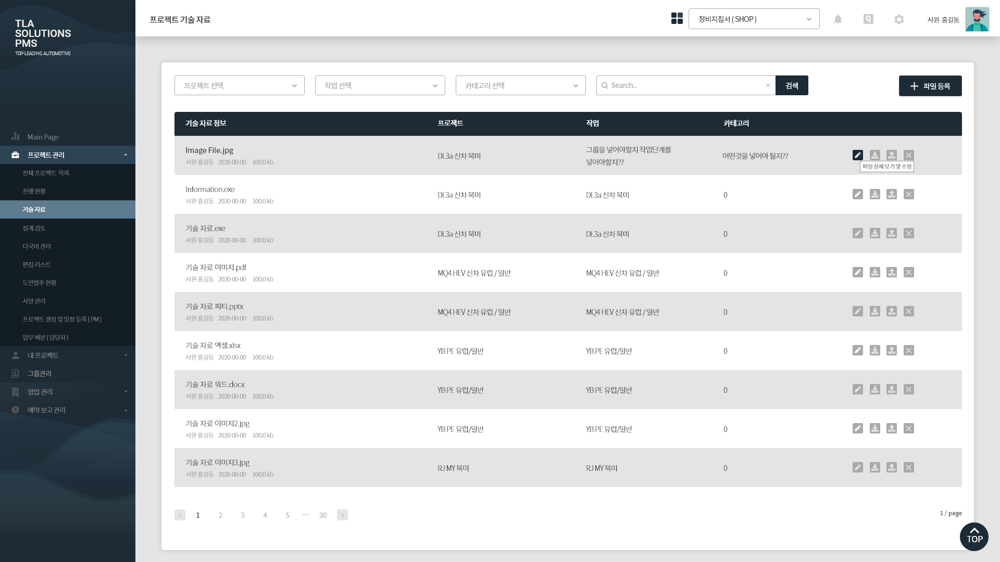 TLA
SOLUTIONS
PMS
TOP LEADING AUTOMOTIVE
프로젝트 기술 자료
정비지침서 ( SHOP )
Q
사원 홍길동
Main Page
프로젝트 관리
전체 프로젝트 목록
진행 현황
기술 자료
설계 검토
다국어 관리
편집 리스트
도안발주 현황
사양 관리
프로젝트 생성 및 일정 등록 ( PM )
업무 배분 ( 담당자 )
내 프로젝트
그룹관리
협업 관리
예약 보고 관리
프로젝트 선택
작업 선택
카테고리 선택
Search..
검색
파일 등록
기술 자료 정보 프로젝트 작업 카테고리
Image File.jpg
사원 홍길동 2020-00-00 100.0 kb
DL3a 신차 북미
그룹을 넣어야할지 작업단계를
넣어야할지??
어떤것을 넣어야 될지??
파일 상세 보기 및 수정
Information.exe
사원 홍길동 2020-00-00 100.0 kb
DL3a 신차 북미 DL3a 신차 북미 0
기술 자료.exe
사원 홍길동 2020-00-00 100.0 kb
DL3a 신차 북미 DL3a 신차 북미 0
기술 자료 이미지.pdf
사원 홍길동 2020-00-00 100.0 kb
MQ4 HEV 신차 유럽 / 일반 MQ4 HEV 신차 유럽 / 일반 0
기술 자료 피티.pptx
사원 홍길동 2020-00-00 100.0 kb
MQ4 HEV 신차 유럽 / 일반 MQ4 HEV 신차 유럽 / 일반 0
기술 자료 엑셀.xlsx
사원 홍길동 2020-00-00 100.0 kb
YB PE 유럽/일반 YB PE 유럽/일반 0
기술 자료 워드.docx
사원 홍길동 2020-00-00 100.0 kb
YB PE 유럽/일반 YB PE 유럽/일반 0
기술 자료 이미지2.jpg
사원 홍길동 2020-00-00 100.0 kb
YB PE 유럽/일반 YB PE 유럽/일반 0
기술 자료 이미지3.jpg
사원 홍길동 2020-00-00 100.0 kb
RJ MY 북미 RJ MY 북미 0
< 1 2 3 4 5 ··· 30 >
1 / page
TOP